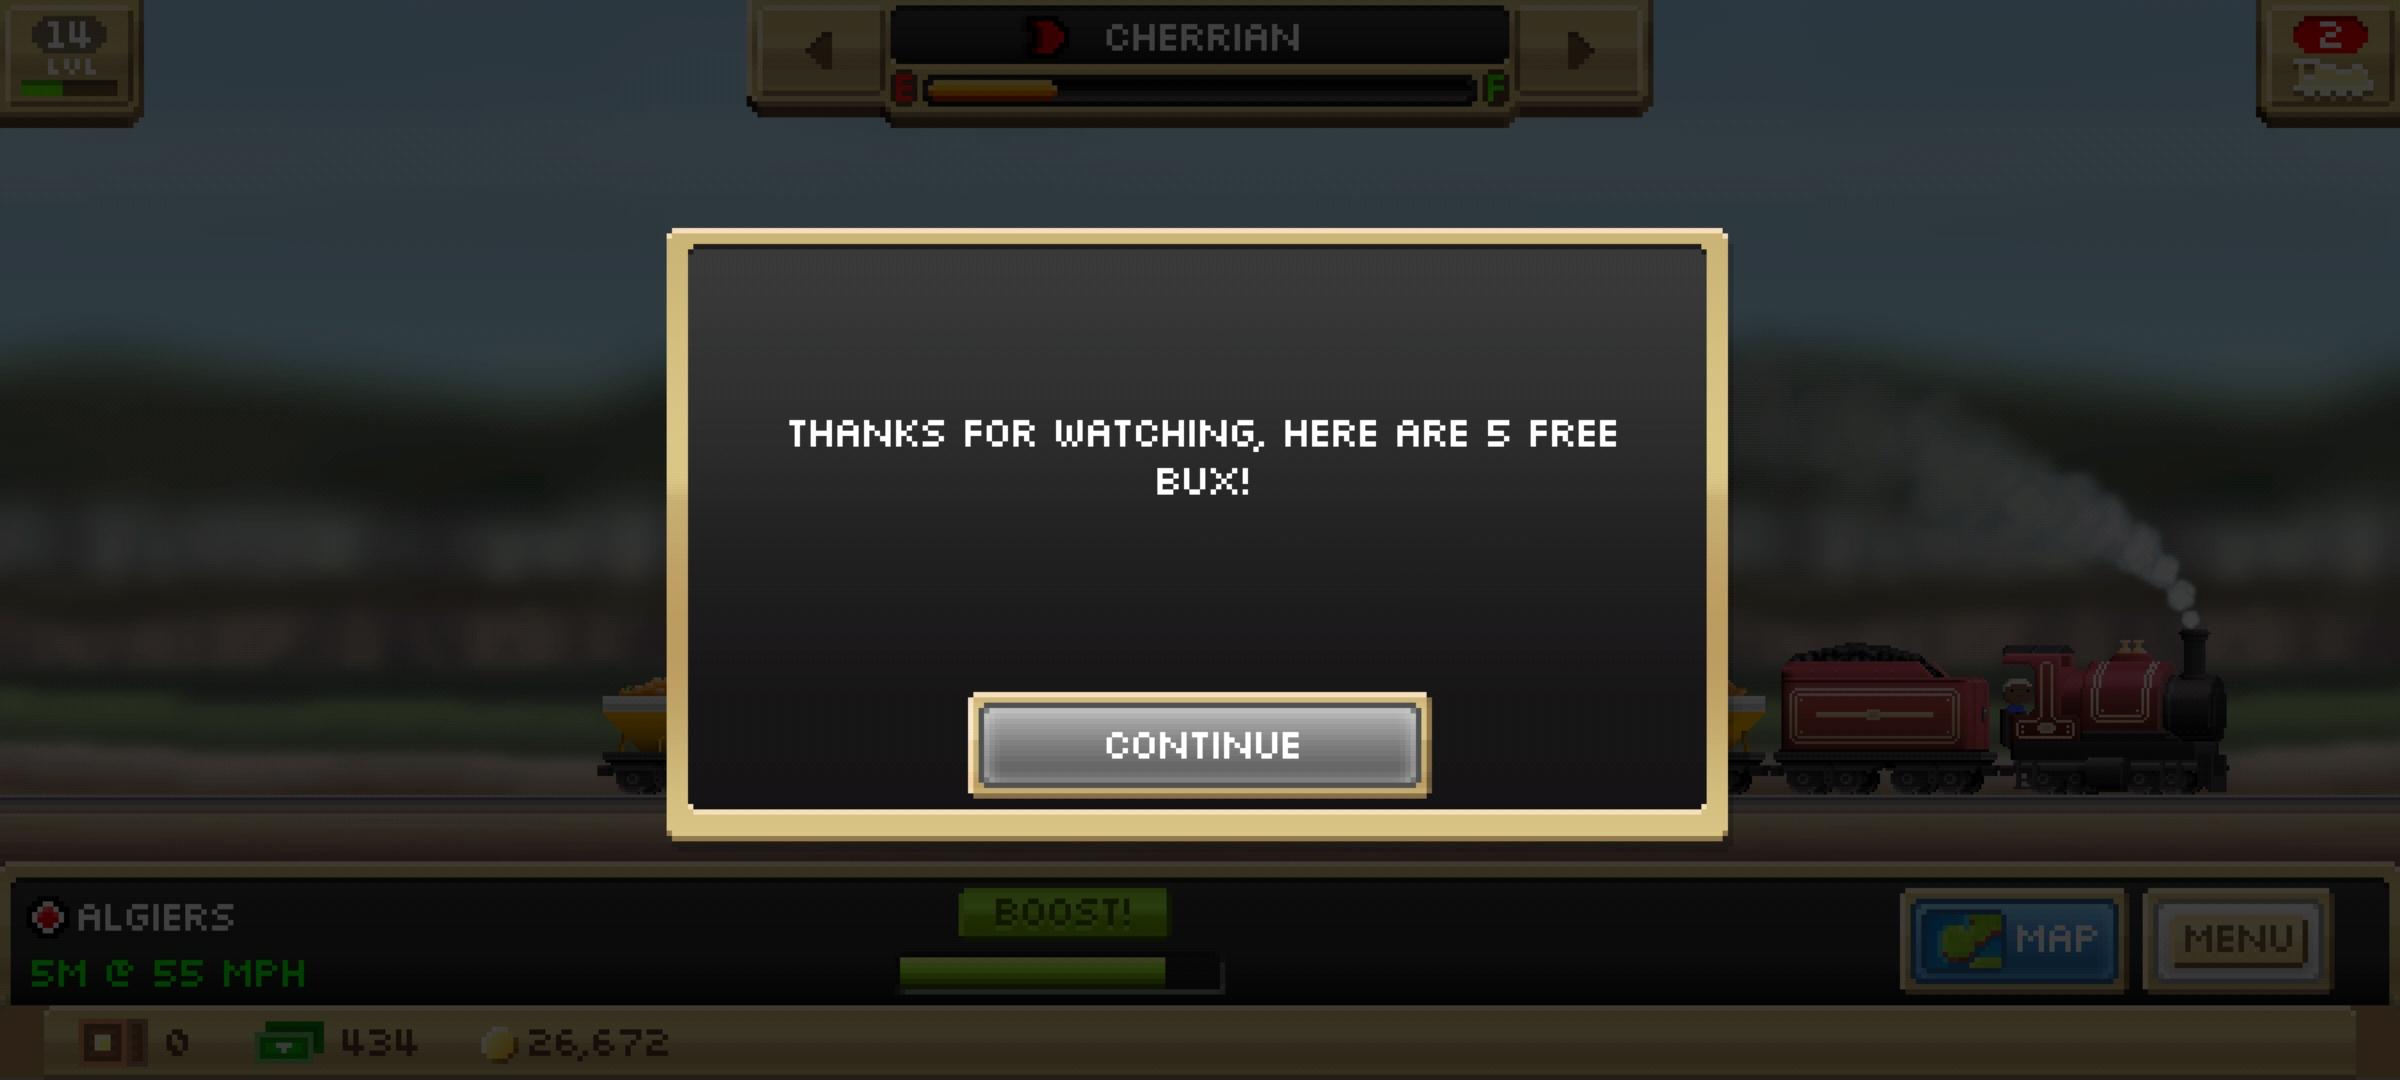 14
LVL
CHERRIAN
E
F
2
THANKS FOR WATCHING, HERE ARE 5 FREE
BUX!
CONTINUE
ALGIERS
5M @ 55 MPH
BOOST!
MAP
MENU
0
434
26,672